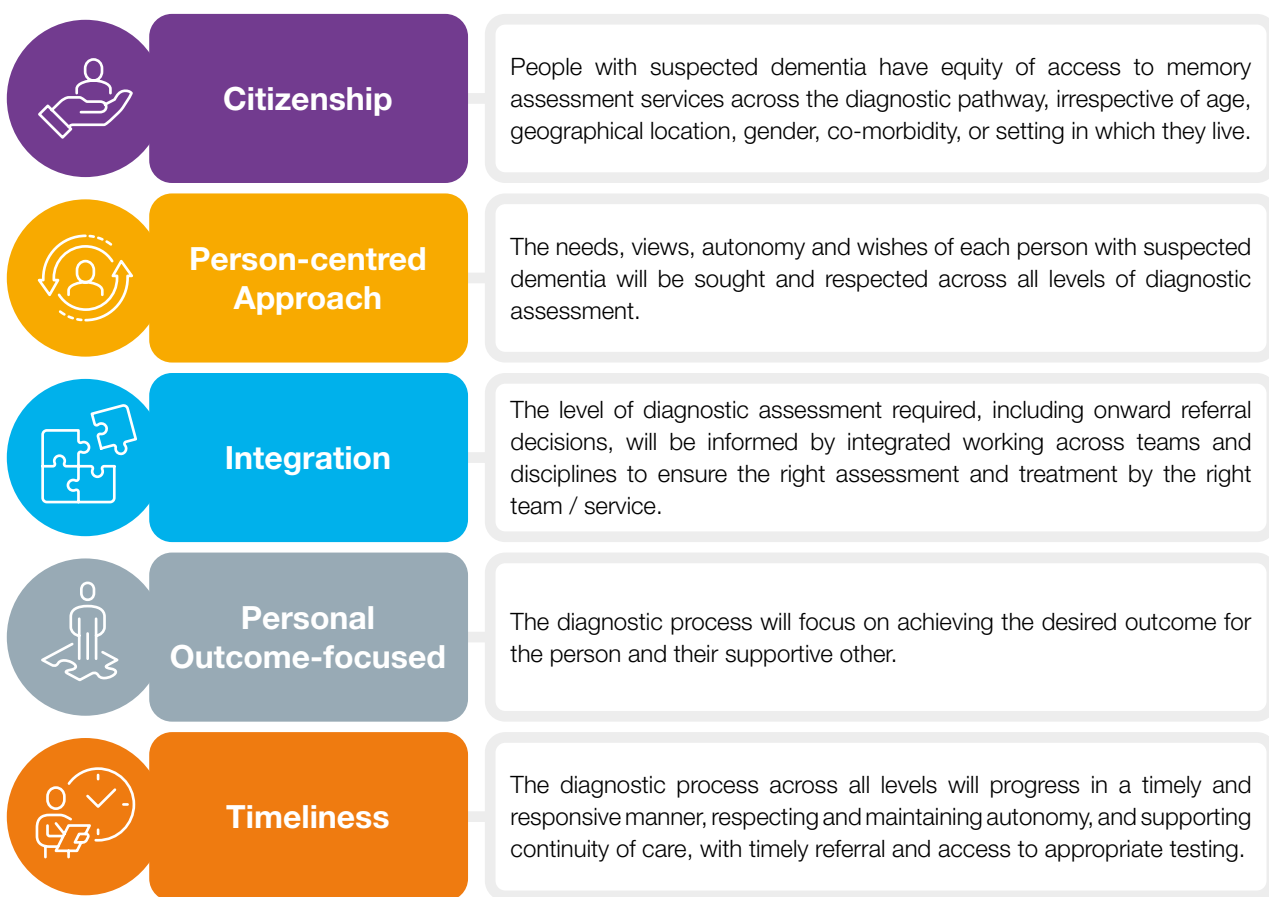 Citizenship
People with suspected dementia have equity of access to memory
assessment services across the diagnostic pathway, irrespective of age,
geographical location, gender, co-morbidity, or setting in which they live.
Person-centred
Approach
The needs, views, autonomy and wishes of each person with suspected
dementia will be sought and respected across all levels of diagnostic
assessment.
Integration
The level of diagnostic assessment required, including onward referral
decisions, will be informed by integrated working across teams and
disciplines to ensure the right assessment and treatment by the right
team / service.
Personal
Outcome-focused
The diagnostic process will focus on achieving the desired outcome for
the person and their supportive other.
Timeliness
The diagnostic process across all levels will progress in a timely and
responsive manner, respecting and maintaining autonomy, and supporting
continuity of care, with timely referral and access to appropriate testing.